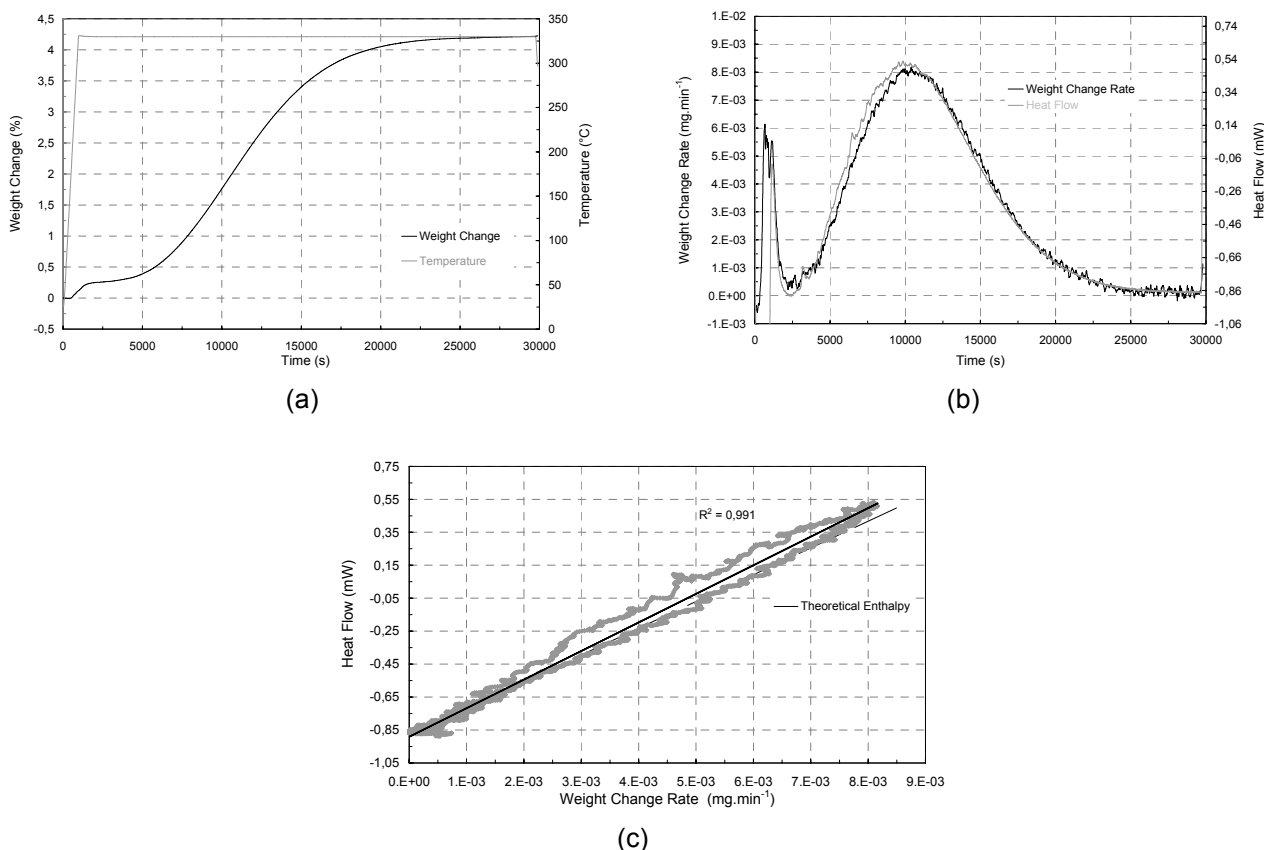 4,5
4
3,5
3
2,5
2
1,5
1
0,5
0
-0,5
Weight Change (%)
350
300
250
200
150
100
50
0
Temperature (°C)
Weight Change
Temperature
0 5000 10000 15000 20000 25000 30000
Time (s)
(a)
1.E-02
9.E-03
8.E-03
7.E-03
6.E-03
5.E-03
4.E-03
3.E-03
2.E-03
1.E-03
0.E+00
-1.E-03
Weight Change Rate (mg.min-1)
0,74
0,54
0,34
0,14
-0,06
-0,26
-0,46
-0,66
-0,86
-1,06
Heat Flow (mW)
Weight Change Rate
Heat Flow
0 5000 10000 15000 20000 25000 30000
Time (s)
(b)
0,75
0,55
0,35
0,15
-0,05
-0,25
-0,45
-0,65
-0,85
-1,05
Heat Flow (mW)
R2 = 0,991
Theoretical Enthalpy
0.E+00 1.E-03 2.E-03 3.E-03 4.E-03 5.E-03 6.E-03 7.E-03 8.E-03 9.E-03
Weight Change Rate (mg.min-1)
(c)